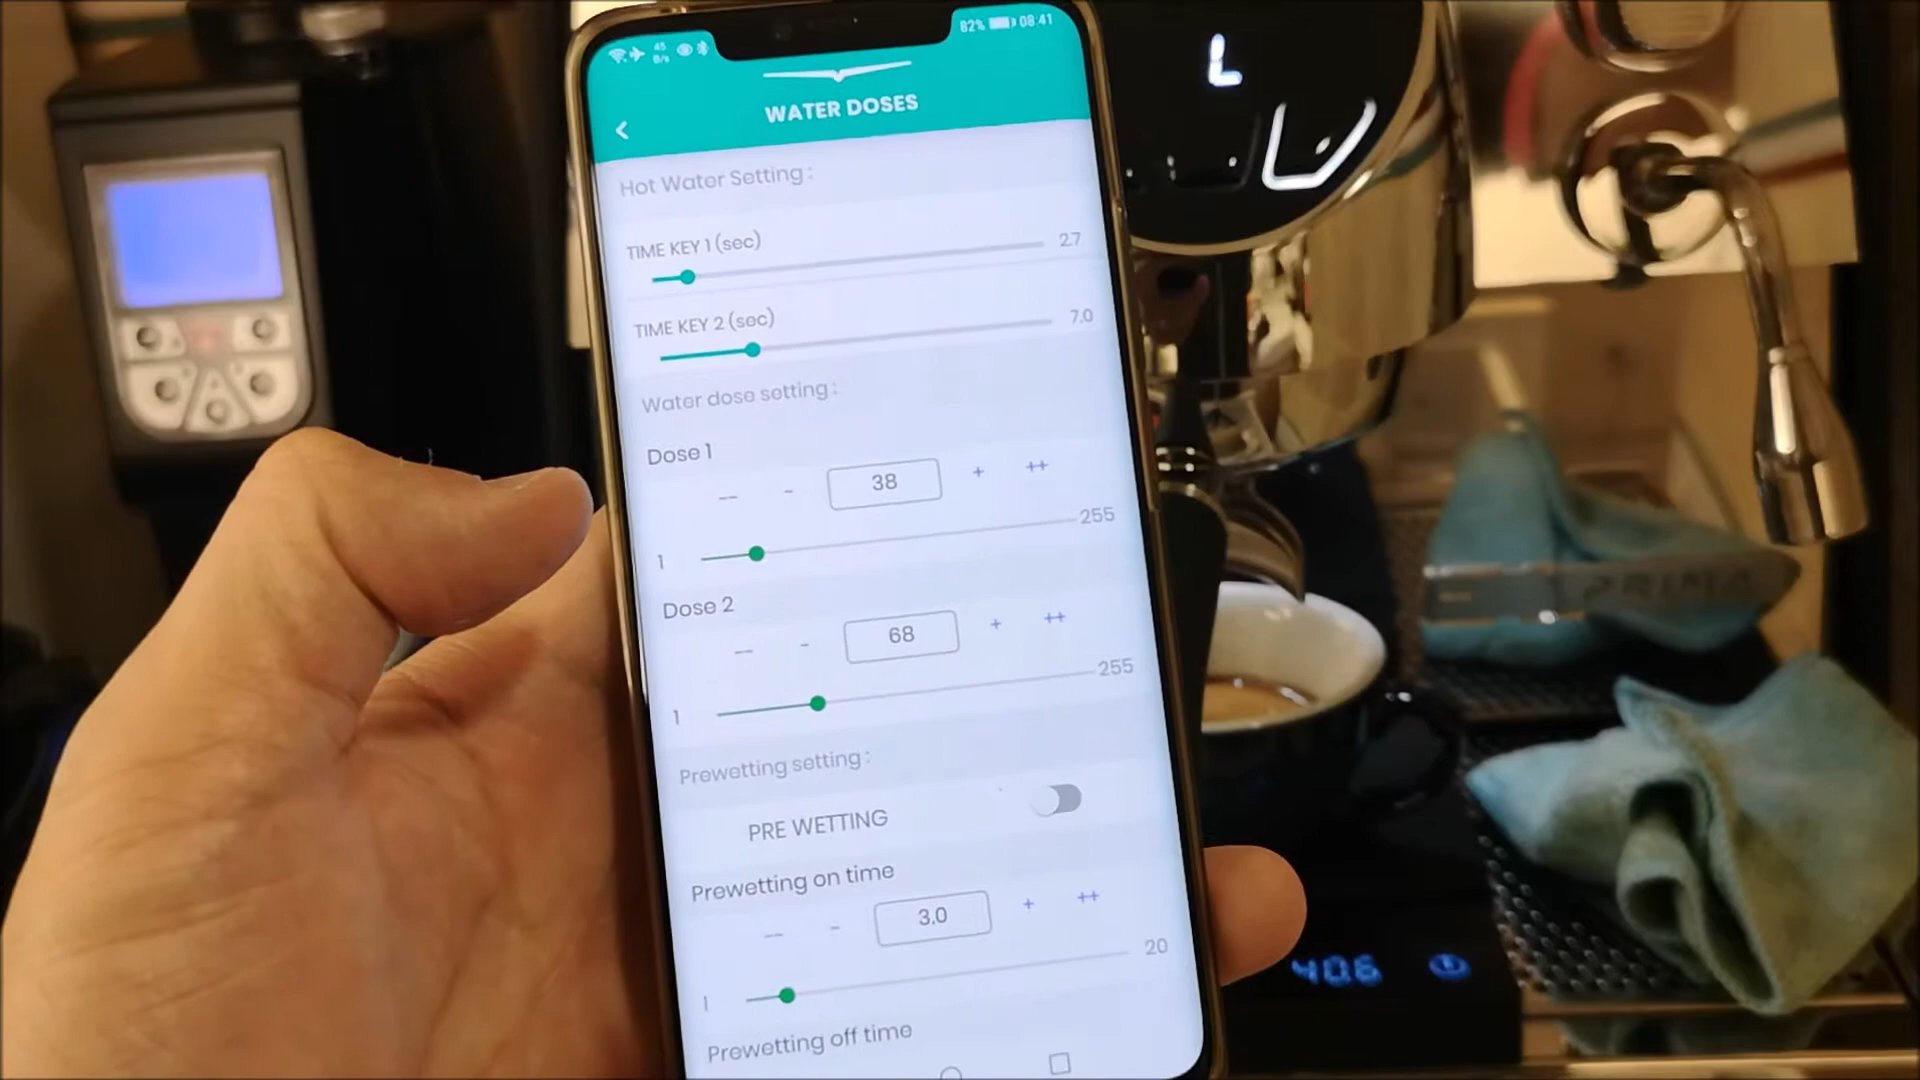 45
B/s
82% 08:41
WATER DOSES
Hot Water Setting :
TIME KEY 1 (sec)
2.7
TIME KEY 2 (sec)
7.0
Water dose setting :
Dose 1
-- - 38 + ++
1 255
Dose 2
-- - 68 + ++
1 255
Prewetting setting :
PRE WETTING
Prewetting on time
-- - 3.0 + ++
1 20
Prewetting off time
L
PRIMA
406